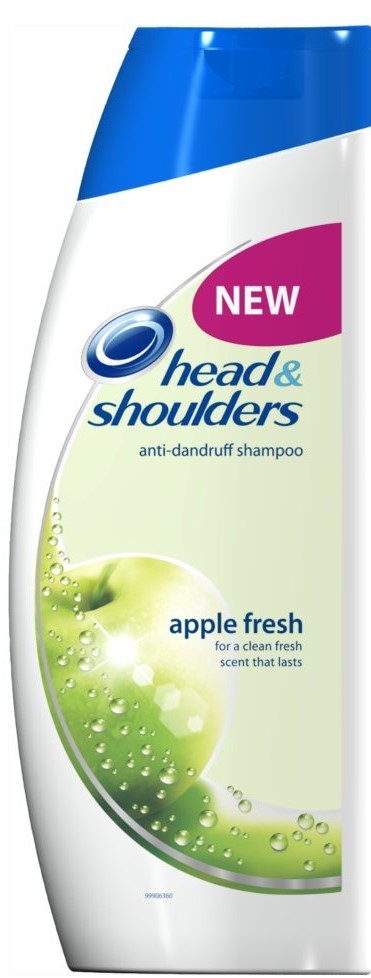 NEW
head&
shoulders
anti-dandruff shampoo
apple fresh
for a clean fresh
scent that lasts
99906360